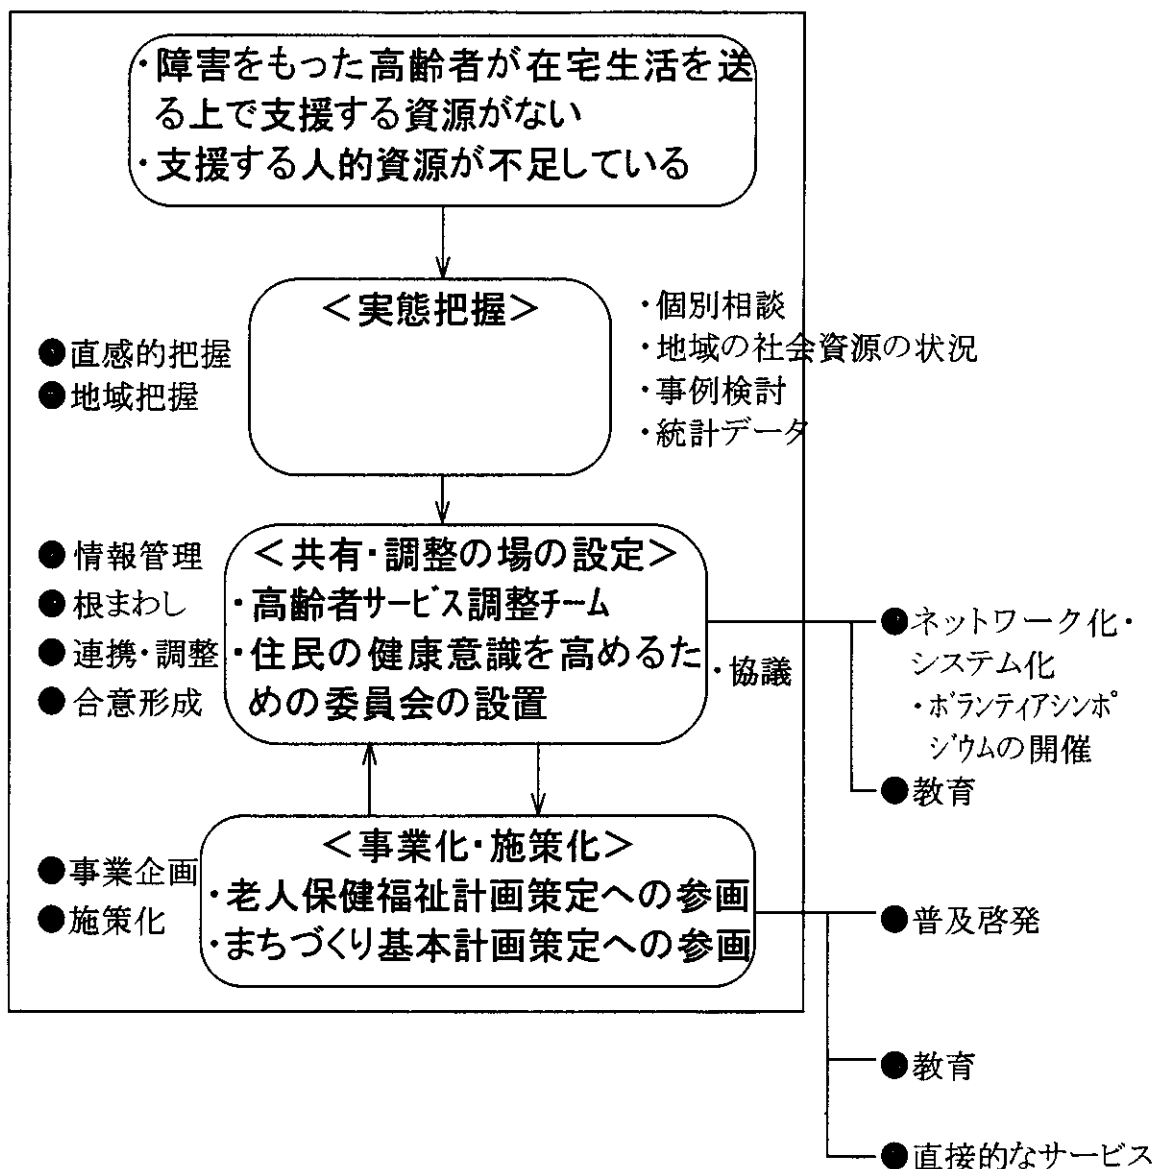 ・障害をもった高齢者が在宅生活を送
る上で支援する資源がない
・支援する人的資源が不足している
＜実態把握＞
●直感的把握
●地域把握
・個別相談
・地域の社会資源の状況
・事例検討
・統計データ
●情報管理
●根まわし
●連携・調整
●合意形成
＜共有・調整の場の設定＞
・高齢者サービス調整チーム
・住民の健康意識を高めるた
めの委員会の設置
・協議
●ネットワーク化・
システム化
・ボランティアシンポ
ジウムの開催
●教育
●事業企画
●施策化
＜事業化・施策化＞
・老人保健福祉計画策定への参画
・まちづくり基本計画策定への参画
●普及啓発
●教育
●直接的なサービス